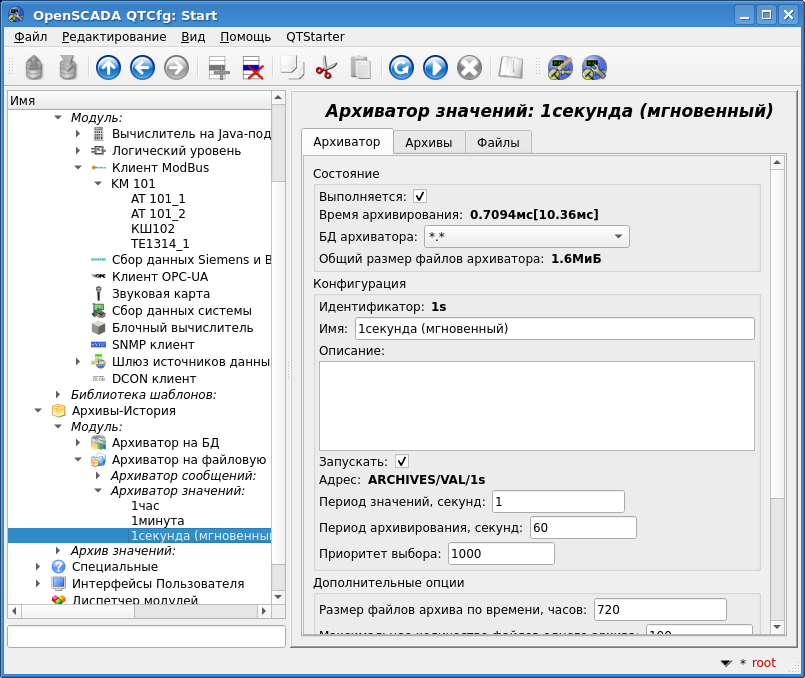 OpenSCADA QTCfg: Start
Файл Редактирование Вид Помощь QTStarter
Имя
Модуль:
Вычислитель на Java-под
Логический уровень
Клиент ModBus
KM 101
AT 101_1
AT 101_2
КШ102
TE1314_1
Сбор данных Siemens и B
Клиент OPC-UA
Звуковая карта
Сбор данных системы
Блочный вычислитель
SNMP клиент
Шлюз источников данны
DCON клиент
Библиотека шаблонов:
Архивы-История
Модуль:
Архиватор на БД
Архиватор на файловую
Архиватор сообщений:
Архиватор значений:
1час
1минута
1секунда (мгновенны
Архив значений:
Специальные
Интерфейсы Пользователя
Диспетчер модулей
Архиватор значений: 1секунда (мгновенный)
Архиватор Архивы Файлы
Состояние
Выполняется:
Время архивирования: 0.7094мс[10.36мс]
БД архиватора: *.*
Общий размер файлов архиватора: 1.6МиБ
Конфигурация
Идентификатор: 1s
Имя: 1секунда (мгновенный)
Описание:
Запускать:
Адрес: ARCHIVES/VAL/1s
Период значений, секунд: 1
Период архивирования, секунд: 60
Приоритет выбора: 1000
Дополнительные опции
Размер файлов архива по времени, часов: 720
Максимальное количество файлов одного архива: 100
* root